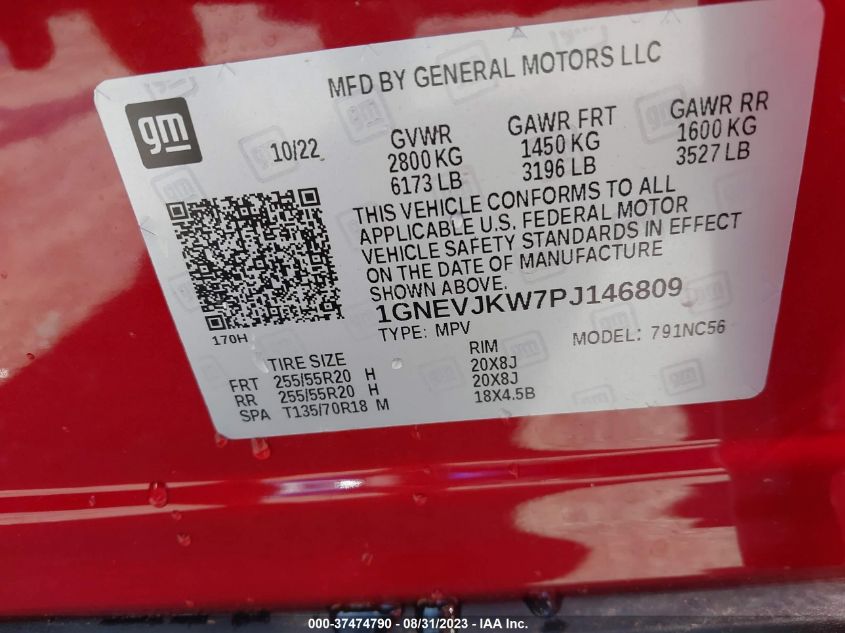 MFD BY GENERAL MOTORS LLC
gm
10/22
GVWR
2800 KG
6173 LB
GAWR FRT
1450 KG
3196 LB
GAWR RR
1600 KG
3527 LB
THIS VEHICLE CONFORMS TO ALL
APPLICABLE U.S. FEDERAL MOTOR
VEHICLE SAFETY STANDARDS IN EFFECT
ON THE DATE OF MANUFACTURE
SHOWN ABOVE.
1GNEVJKW7PJ146809
TYPE: MPV
MODEL: 791NC56
170H
TIRE SIZE
RIM
FRT 255/55R20 H 20X8J
RR 255/55R20 H 20X8J
SPA T135/70R18 M 18X4.5B
000-37474790 - 08/31/2023 - IAA Inc.